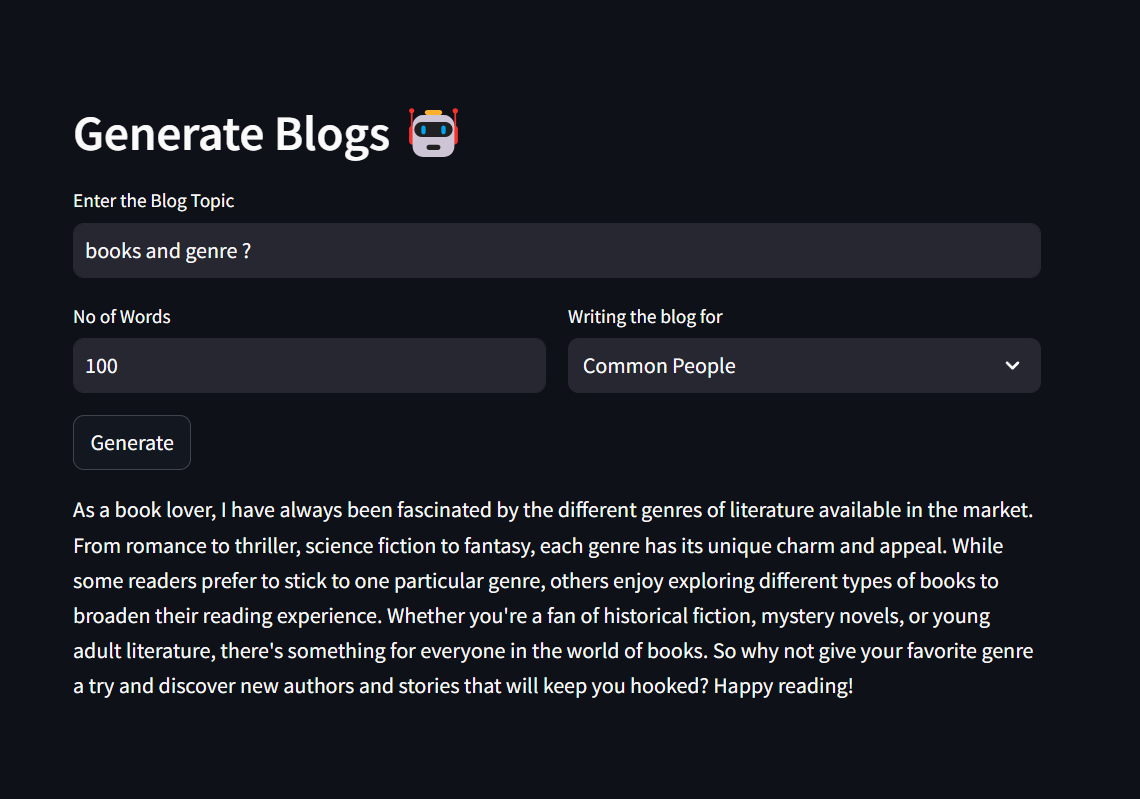 Generate Blogs 🤖
Enter the Blog Topic
books and genre ?
No of Words
Writing the blog for
100
Common People
Generate
As a book lover, I have always been fascinated by the different genres of literature available in the market.
From romance to thriller, science fiction to fantasy, each genre has its unique charm and appeal. While
some readers prefer to stick to one particular genre, others enjoy exploring different types of books to
broaden their reading experience. Whether you're a fan of historical fiction, mystery novels, or young
adult literature, there's something for everyone in the world of books. So why not give your favorite genre
a try and discover new authors and stories that will keep you hooked? Happy reading!